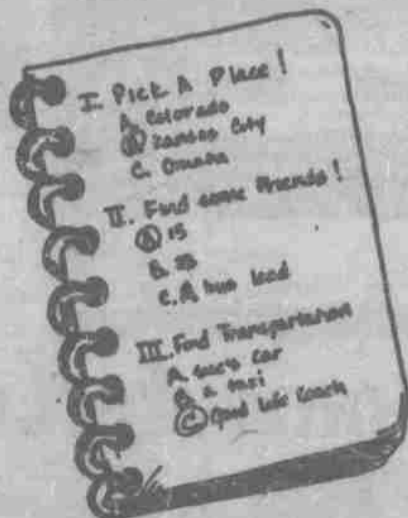 I. Pick A Place!
A. Colorado
B Kansas City
C. Omaha
II. Find some Friends!
A 15
B.
C. A bus load
III. Find Transportation
A. car
B. a taxi
C Good Life Coach